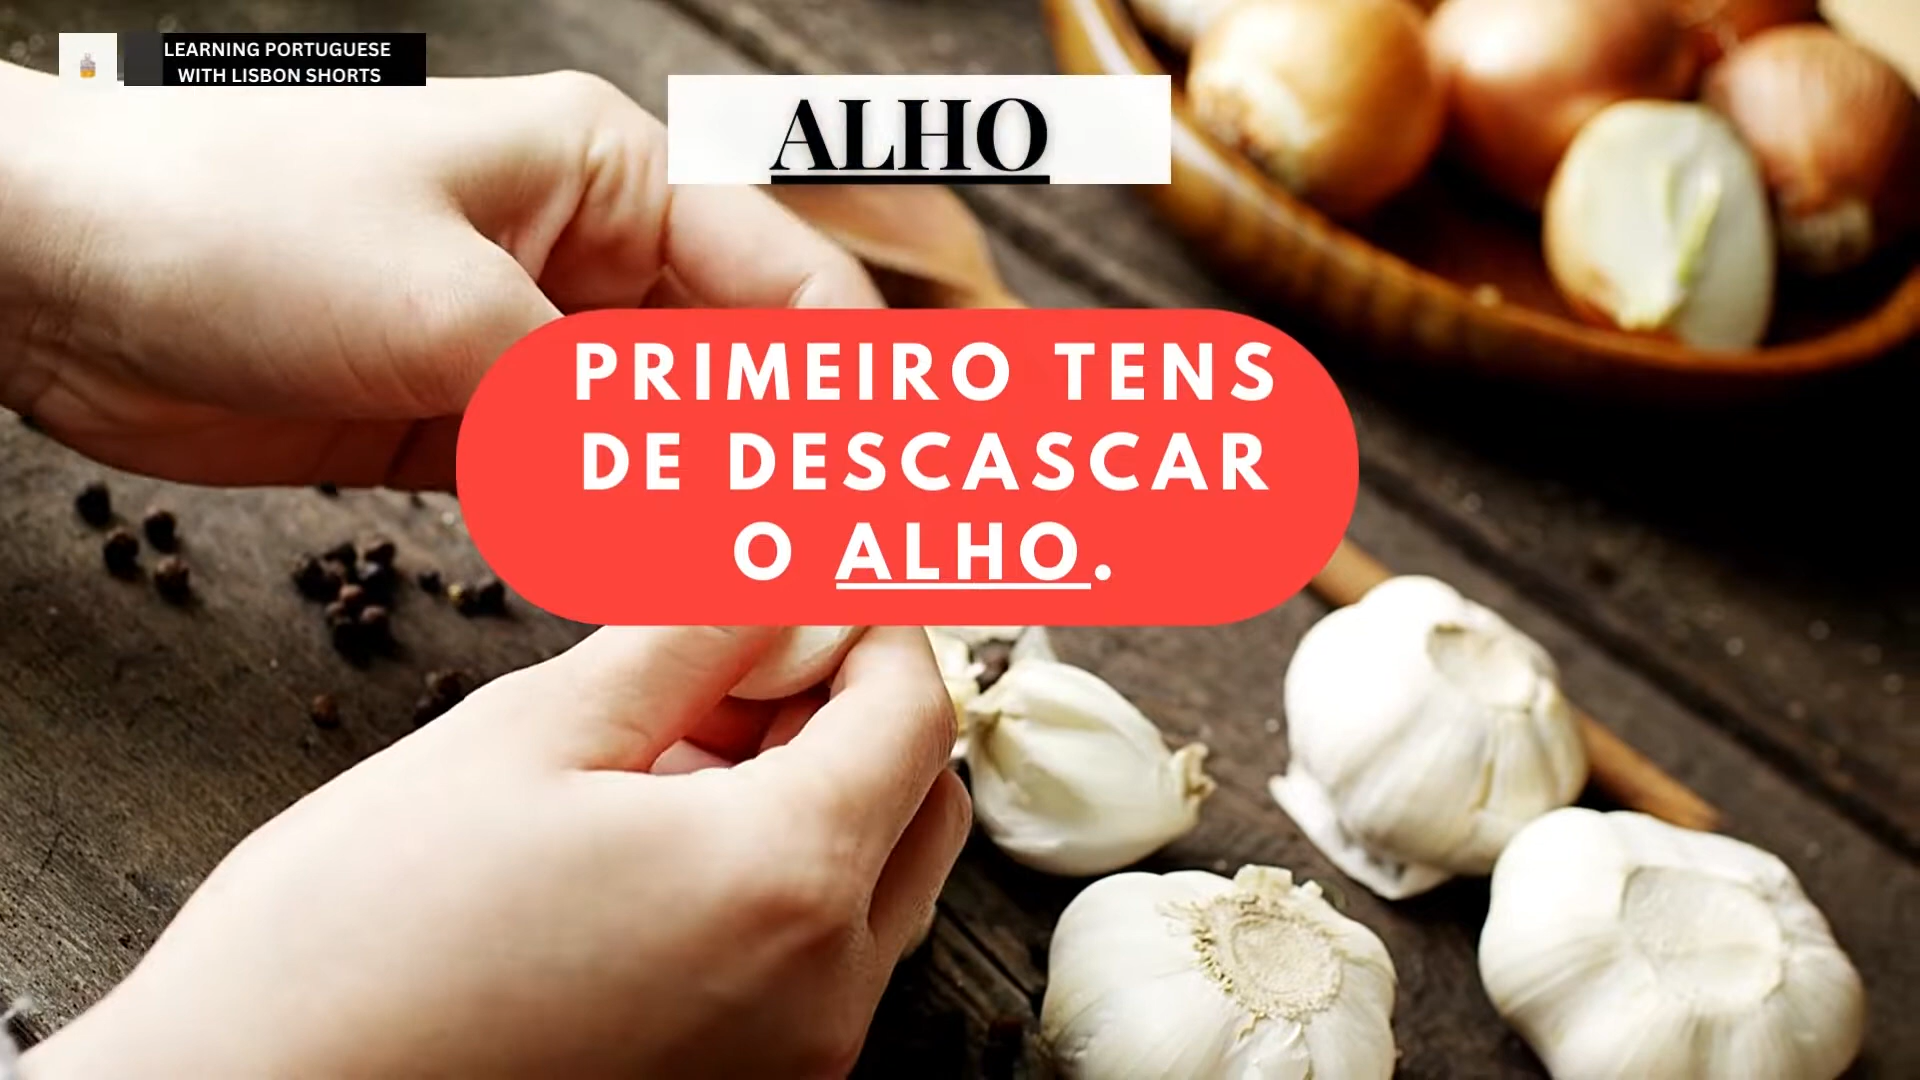 LEARNING PORTUGUESE
WITH LISBON SHORTS
ALHO
PRIMEIRO TENS
DE DESCASCAR
O ALHO.